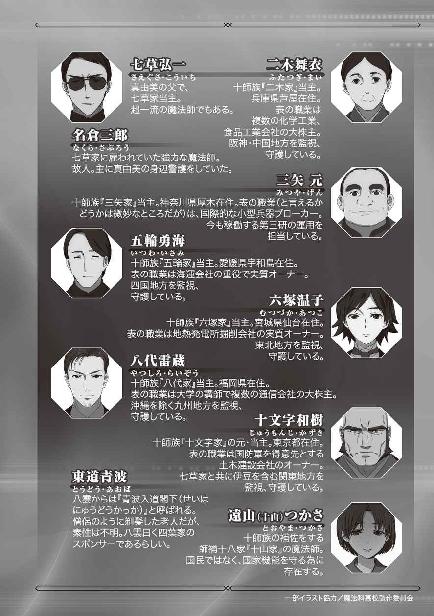 七草弘一
さえぐさ・こういち
真由美の父で、
七草家当主。
超一流の魔法師でもある。
名倉三郎
なくら・さぶろう
七草家に雇われていた強力な魔法師。
故人。主に真由美の身辺警護をしていた。
二木舞衣
ふたつぎ・まい
十師族『二木家』当主。
兵庫県芦屋在住。
表の職業は
複数の化学工業、
食品工業会社の大株主。
阪神・中国地方を監視、
守護している。
三矢 元
みつや・げん
十師族『三矢家』当主。神奈川県厚木在住。表の職業(と言えるか
どうかは微妙なところだが)は、国際的な小型兵器ブローカー。
今も稼働する第三研の運用を
担当している。
五輪勇海
いつわ・いさみ
十師族『五輪家』当主。愛媛県宇和島在住。
表の職業は海運会社の重役で実質オーナー。
四国地方を監視、
守護している。
六塚温子
むつづか・あつこ
十師族『六塚家』当主。宮城県仙台在住。
表の職業は地熱発電所掘削会社の実質オーナー。
東北地方を監視、
守護している。
八代雷蔵
やつしろ・らいぞう
十師族『八代家』当主。福岡県在住。
表の職業は大学の講師で複数の通信会社の大株主。
沖縄を除く九州地方を監視、
守護している。
十文字和樹
じゅうもんじ・かずき
十師族『十文字家』の元・当主。東京都在住。
表の職業は国防軍を得意先とする
土木建設会社のオーナー。
七草家と共に伊豆を含む関東地方を
監視、守護している。
東道青波
とうどう・あおば
八雲からは『青波入道閣下(せいは
にゅうどうかっか)』と呼ばれる。
僧侶のように剃髪した老人だが、
素性は不明。八雲曰く四葉家の
スポンサーであるらしい。
遠山(十山)つかさ
とおやま・つかさ
十師族の補佐をする
師補十八家『十山家』の魔法師。
国民ではなく、国家機能を守る為に
存在する。
一部イラスト協力/魔法科高校製作委員会